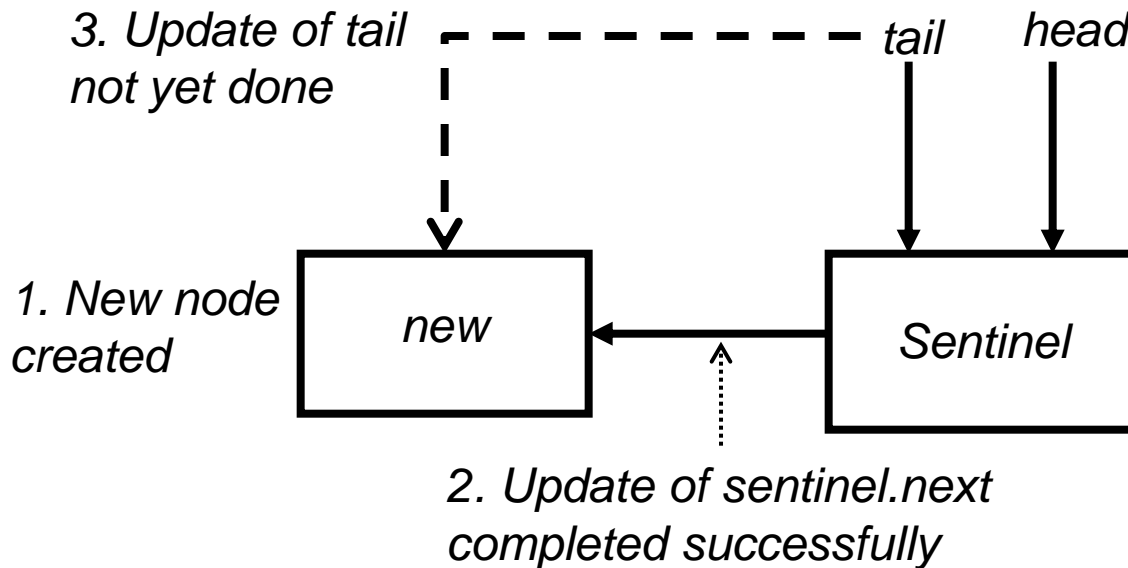 3. Update of tail
not yet done
tail
head
1. New node
created
new
Sentinel
2. Update of sentinel.next
completed successfully